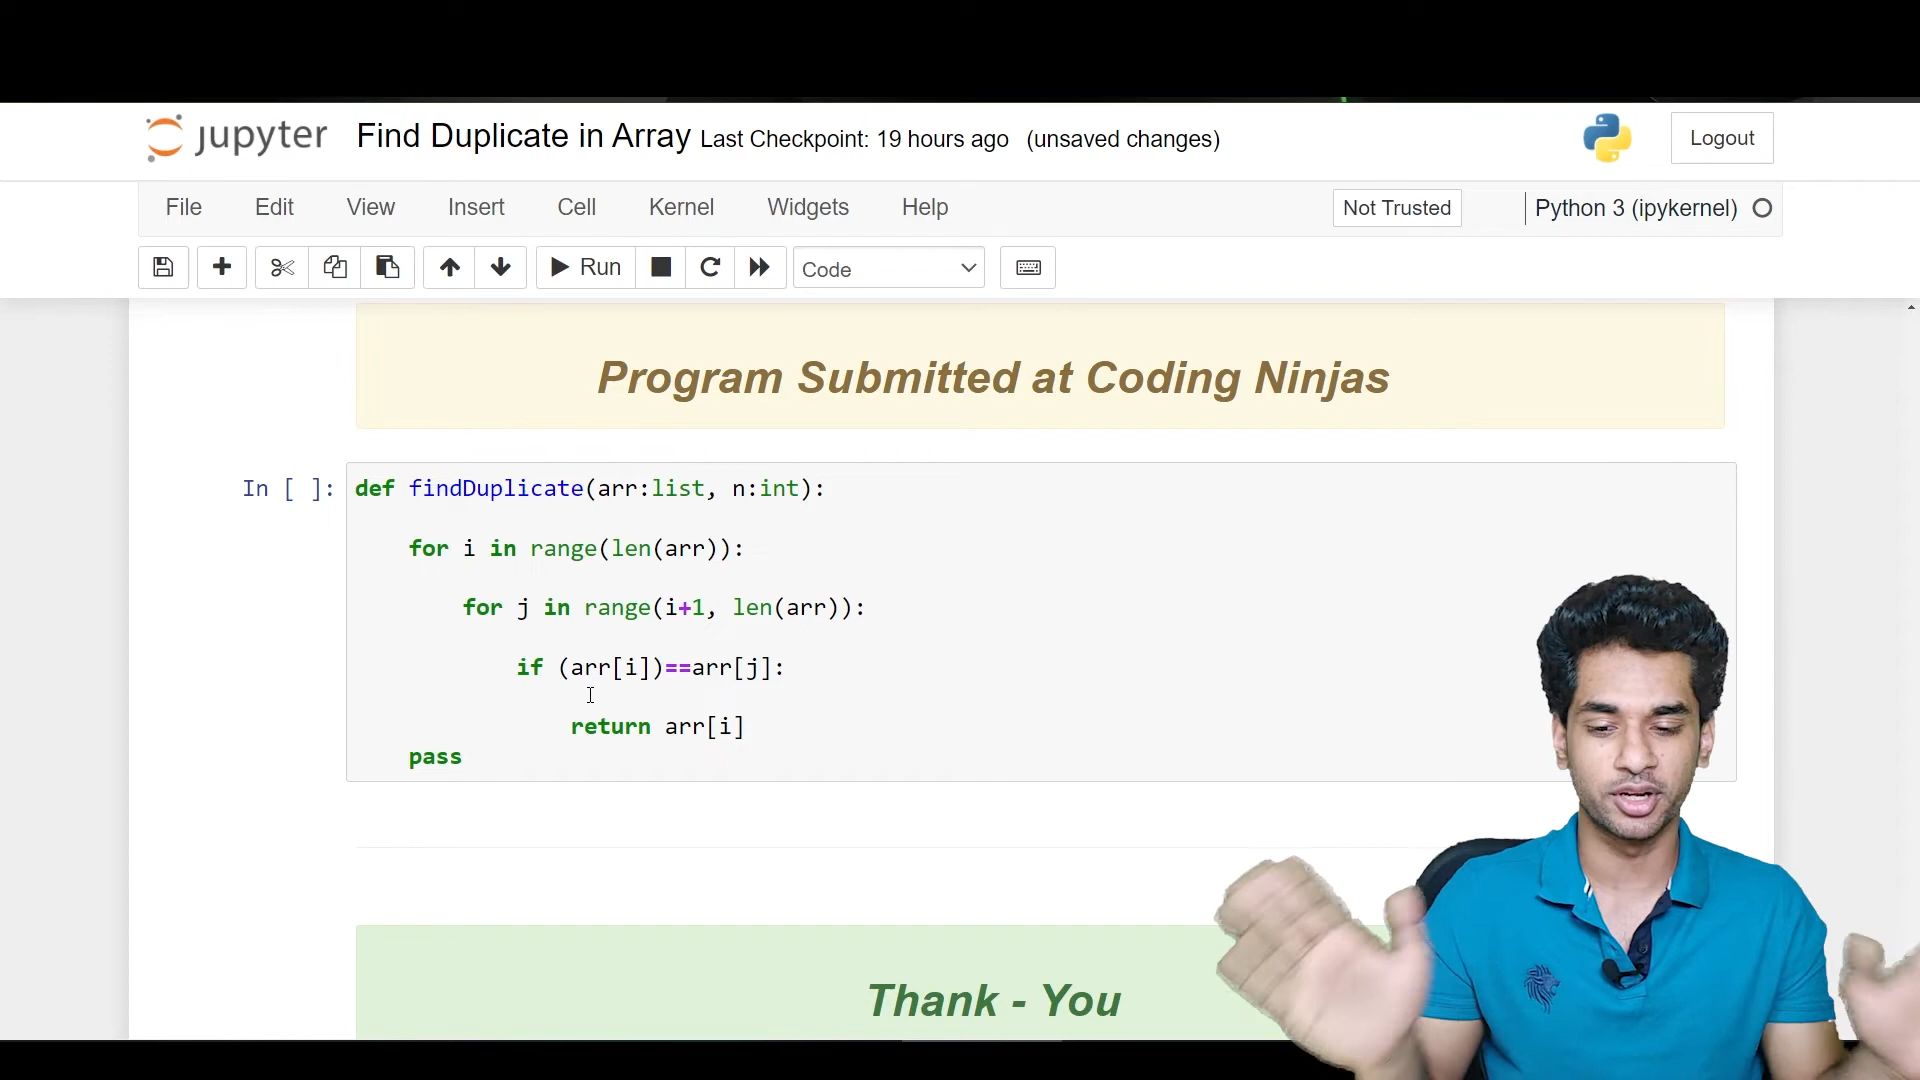 jupyter Find Duplicate in Array Last Checkpoint: 19 hours ago (unsaved changes) Logout
File Edit View Insert Cell Kernel Widgets Help Not Trusted Python 3 (ipykernel)
Run Code
Program Submitted at Coding Ninjas
In [ ]: def findDuplicate(arr:list, n:int):
for i in range(len(arr)):
for j in range(i+1, len(arr)):
if (arr[i])==arr[j]:
return arr[i]
pass
Thank - You